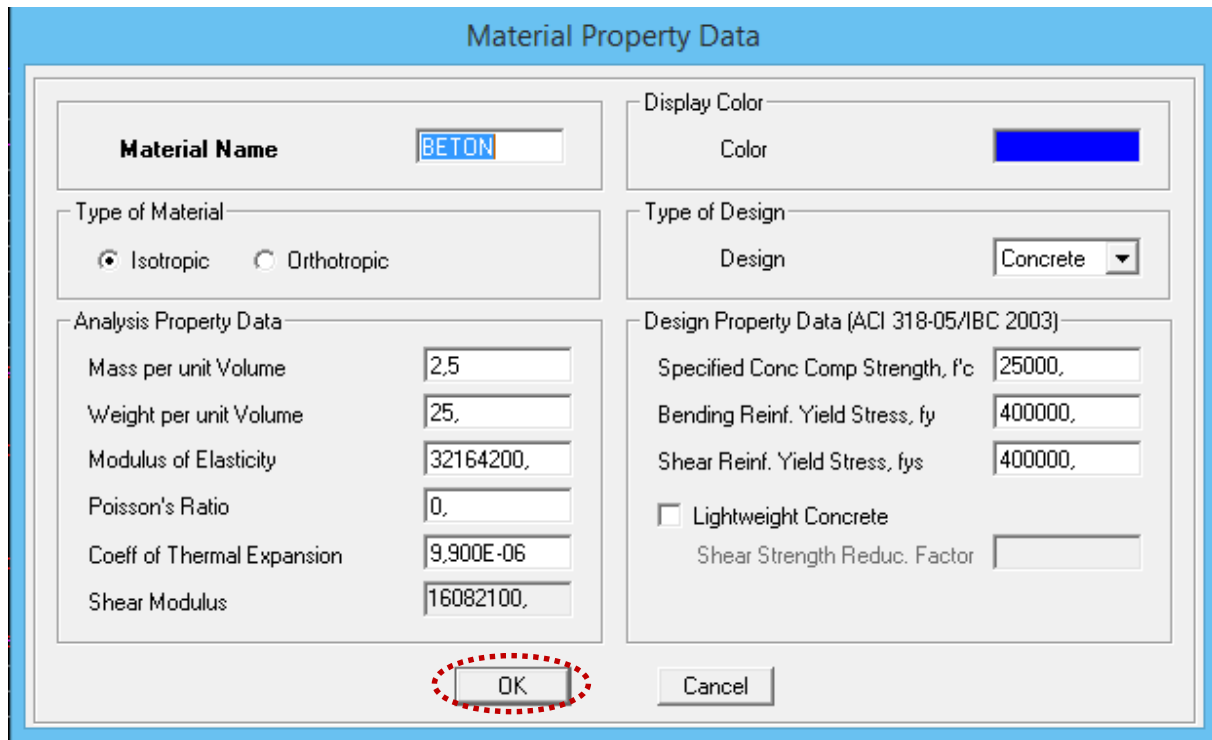 Material Property Data
Material Name BETON
Display Color
Color
Type of Material
Isotropic Orthotropic
Type of Design
Design Concrete
Analysis Property Data
Mass per unit Volume 2,5
Weight per unit Volume 25,
Modulus of Elasticity 32164200,
Poisson's Ratio 0,
Coeff of Thermal Expansion 9,900E-06
Shear Modulus 16082100,
Design Property Data (ACI 318-05/IBC 2003)
Specified Conc Comp Strength, f'c 25000,
Bending Reinf. Yield Stress, fy 400000,
Shear Reinf. Yield Stress, fys 400000,
Lightweight Concrete
Shear Strength Reduc. Factor
OK Cancel